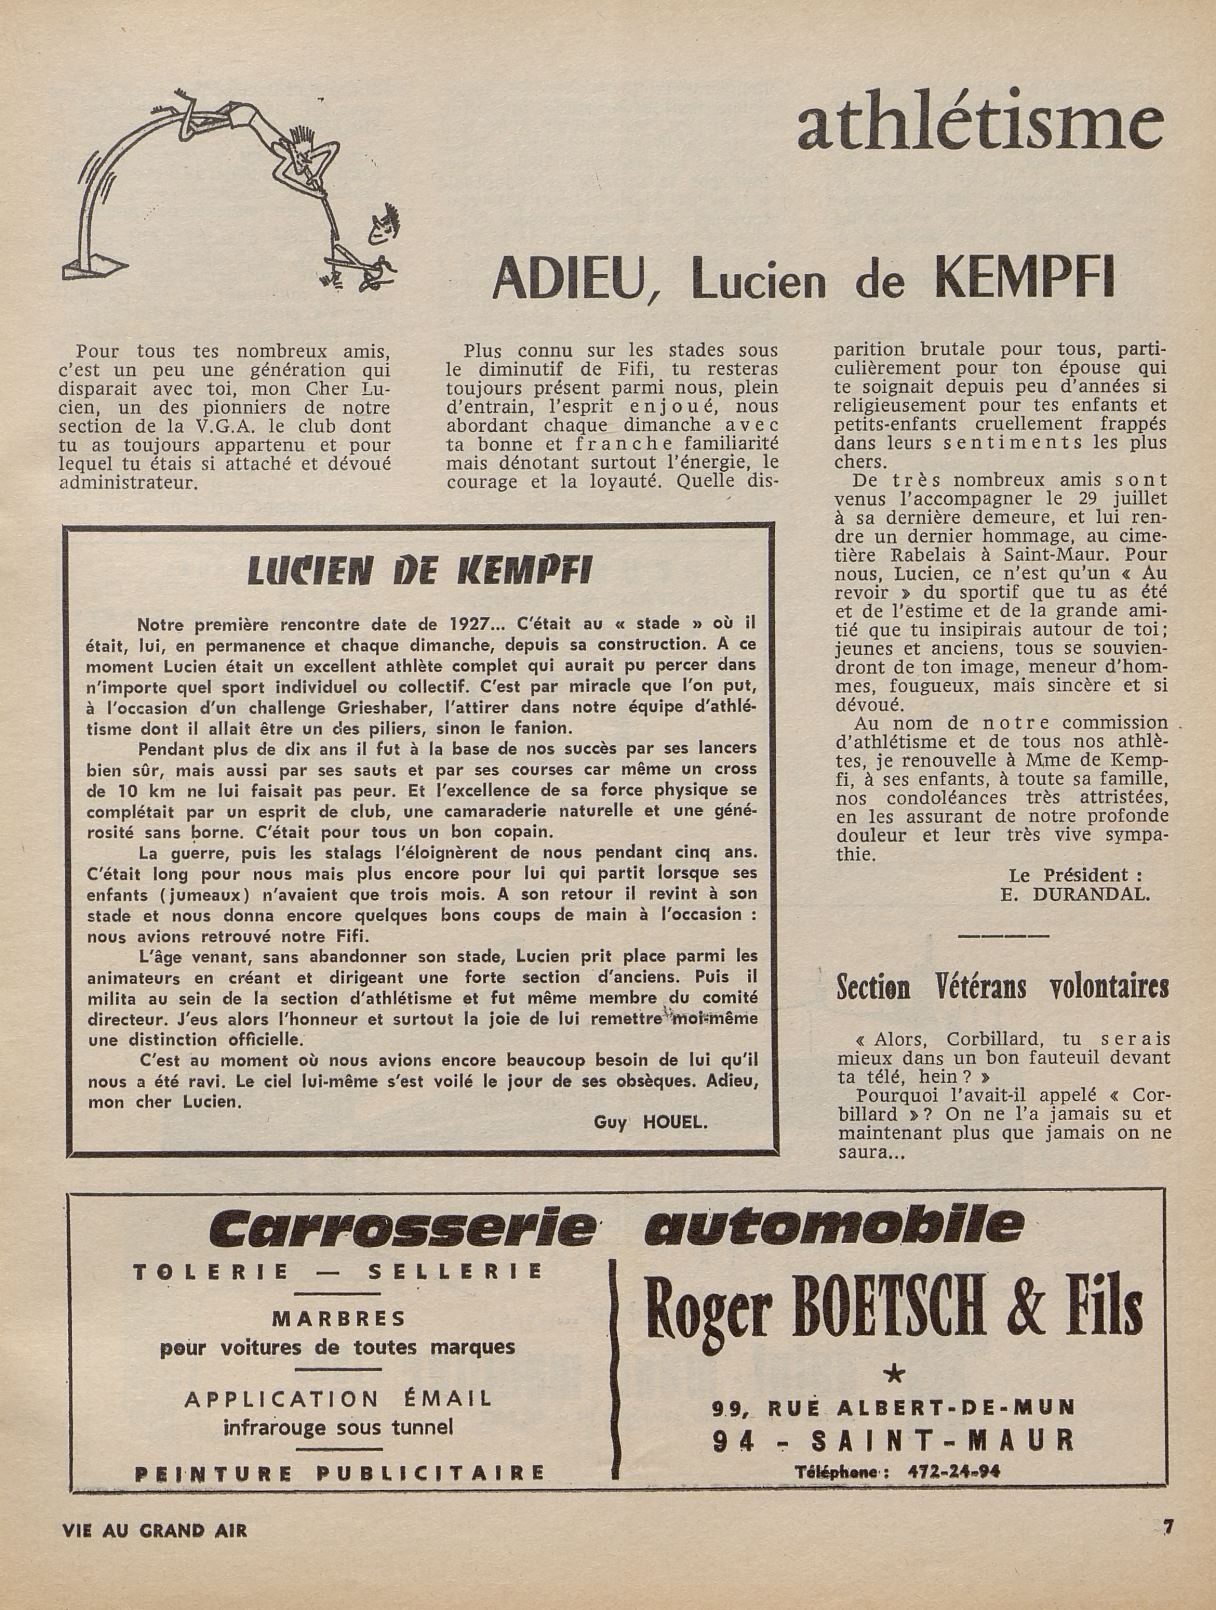 athlétisme
ADIEU, Lucien de KEMPFI
Pour tous tes nombreux amis,
c'est un peu une génération qui
disparait avec toi, mon Cher Lu-
cien, un des pionniers de notre
section de la V.G.A. le club dont
tu as toujours appartenu et pour
lequel tu étais si attaché et dévoué
administrateur.
Plus connu sur les stades sous
le diminutif de Fifi, tu resteras
toujours présent parmi nous, plein
d'entrain, l'esprit enjoué, nous
abordant chaque dimanche avec
ta bonne et franche familiarité
mais dénotant surtout l'énergie, le
courage et la loyauté. Quelle dis-
parition brutale pour tous, parti-
culièrement pour ton épouse qui
te soignait depuis peu d'années si
religieusement pour tes enfants et
petits-enfants cruellement frappés
dans leurs sentiments les plus
chers.
De très nombreux amis sont
venus l'accompagner le 29 juillet
à sa dernière demeure, et lui ren-
dre un dernier hommage, au cime-
tière Rabelais à Saint-Maur. Pour
nous, Lucien, ce n'est qu'un « Au
revoir » du sportif que tu as été
et de l'estime et de la grande ami-
tié que tu insipirais autour de toi ;
jeunes et anciens, tous se souvien-
dront de ton image, meneur d'hom-
mes, fougueux, mais sincère et si
dévoué.
Au nom de notre commission
d'athlétisme et de tous nos athlè-
tes, je renouvelle à Mme de Kemp-
fi, à ses enfants, à toute sa famille,
nos condoléances très attristées,
en les assurant de notre profonde
douleur et leur très vive sympa-
thie.
Le Président :
E. DURANDAL.
LUCIEN DE KEMPFI
Notre première rencontre date de 1927... C'était au « stade » où il
était, lui, en permanence et chaque dimanche, depuis sa construction. A ce
moment Lucien était un excellent athlète complet qui aurait pu percer dans
n'importe quel sport individuel ou collectif. C'est par miracle que l'on put,
à l'occasion d'un challenge Grieshaber, l'attirer dans notre équipe d'athlé-
tisme dont il allait être un des piliers, sinon le fanion.
Pendant plus de dix ans il fut à la base de nos succès par ses lancers
bien sûr, mais aussi par ses sauts et par ses courses car même un cross
de 10 km ne lui faisait pas peur. Et l'excellence de sa force physique se
complétait par un esprit de club, une camaraderie naturelle et une géné-
rosité sans borne. C'était pour tous un bon copain.
La guerre, puis les stalags l'éloignèrent de nous pendant cinq ans.
C'était long pour nous mais plus encore pour lui qui partit lorsque ses
enfants (jumeaux) n'avaient que trois mois. A son retour il revint à son
stade et nous donna encore quelques bons coups de main à l'occasion :
nous avions retrouvé notre Fifi.
L'âge venant, sans abandonner son stade, Lucien prit place parmi les
animateurs en créant et dirigeant une forte section d'anciens. Puis il
milita au sein de la section d'athlétisme et fut même membre du comité
directeur. J'eus alors l'honneur et surtout la joie de lui remettre moi-même
une distinction officielle.
C'est au moment où nous avions encore beaucoup besoin de lui qu'il
nous a été ravi. Le ciel lui-même s'est voilé le jour de ses obsèques. Adieu,
mon cher Lucien.
Guy HOUEL.
Section Vétérans volontaires
« Alors, Corbillard, tu serais
mieux dans un bon fauteuil devant
ta télé, hein ? »
Pourquoi l'avait-il appelé « Cor-
billard » ? On ne l'a jamais su et
maintenant plus que jamais on ne
saura...
Carrosserie automobile
TOLERIE — SELLERIE
MARBRES
pour voitures de toutes marques
APPLICATION ÉMAIL
infrarouge sous tunnel
PEINTURE PUBLICITAIRE
Roger BOETSCH & Fils
99, RUE ALBERT-DE-MUN
94 - SAINT-MAUR
Téléphone : 472-24-94
VIE AU GRAND AIR
7